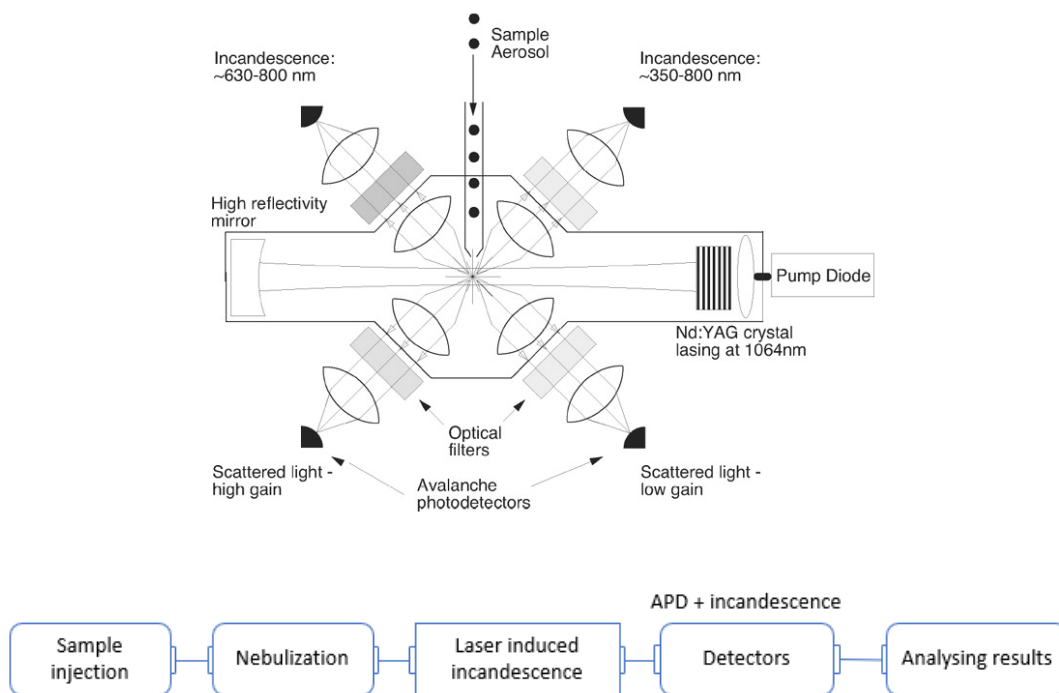 Sample
Aerosol
Incandescence:
~630-800 nm
Incandescence:
~350-800 nm
High reflectivity
mirror
Pump Diode
Nd:YAG crystal
lasing at 1064nm
Optical
filters
Scattered light -
high gain
Avalanche
photodetectors
Scattered light -
low gain
APD + incandescence
Sample
injection
Nebulization
Laser induced
incandescence
Detectors
Analysing results